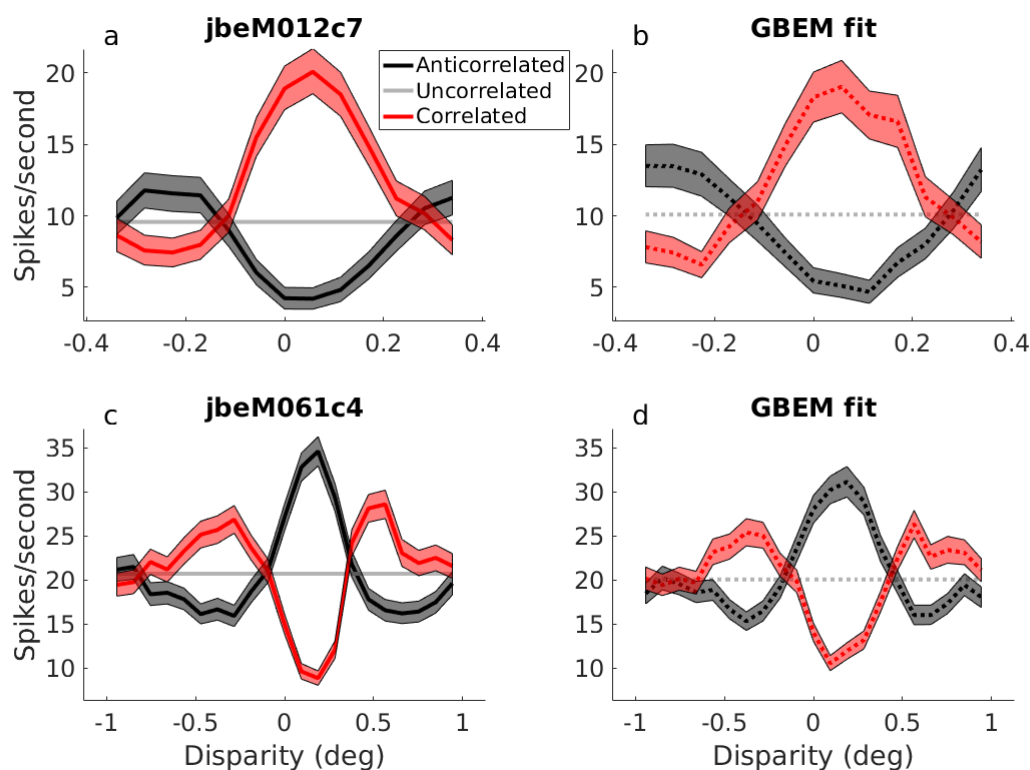 a jbeM012c7
b GBEM fit
Anticorrelated
Uncorrelated
Correlated
Spikes/second
20
15
10
5
-0.4 -0.2 0 0.2 0.4
20
15
10
5
-0.4 -0.2 0 0.2 0.4
c jbeM061c4
d GBEM fit
Spikes/second
35
30
25
20
15
10
-1 -0.5 0 0.5 1
Disparity (deg)
35
30
25
20
15
10
-1 -0.5 0 0.5 1
Disparity (deg)